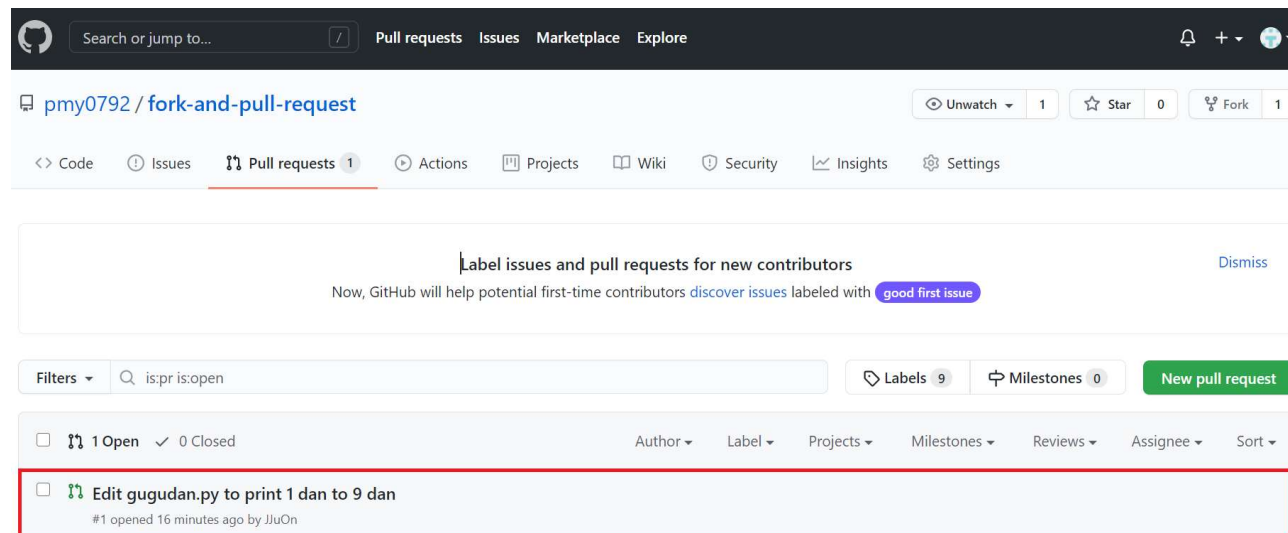 Search or jump to... / Pull requests Issues Marketplace Explore
pmy0792 / fork-and-pull-request Unwatch 1 Star 0 Fork 1
<> Code Issues Pull requests 1 Actions Projects Wiki Security Insights Settings
Label issues and pull requests for new contributors Dismiss
Now, GitHub will help potential first-time contributors discover issues labeled with good first issue
Filters is:pr is:open Labels 9 Milestones 0 New pull request
1 Open 0 Closed Author Label Projects Milestones Reviews Assignee Sort
Edit gugudan.py to print 1 dan to 9 dan
#1 opened 16 minutes ago by JJuOn